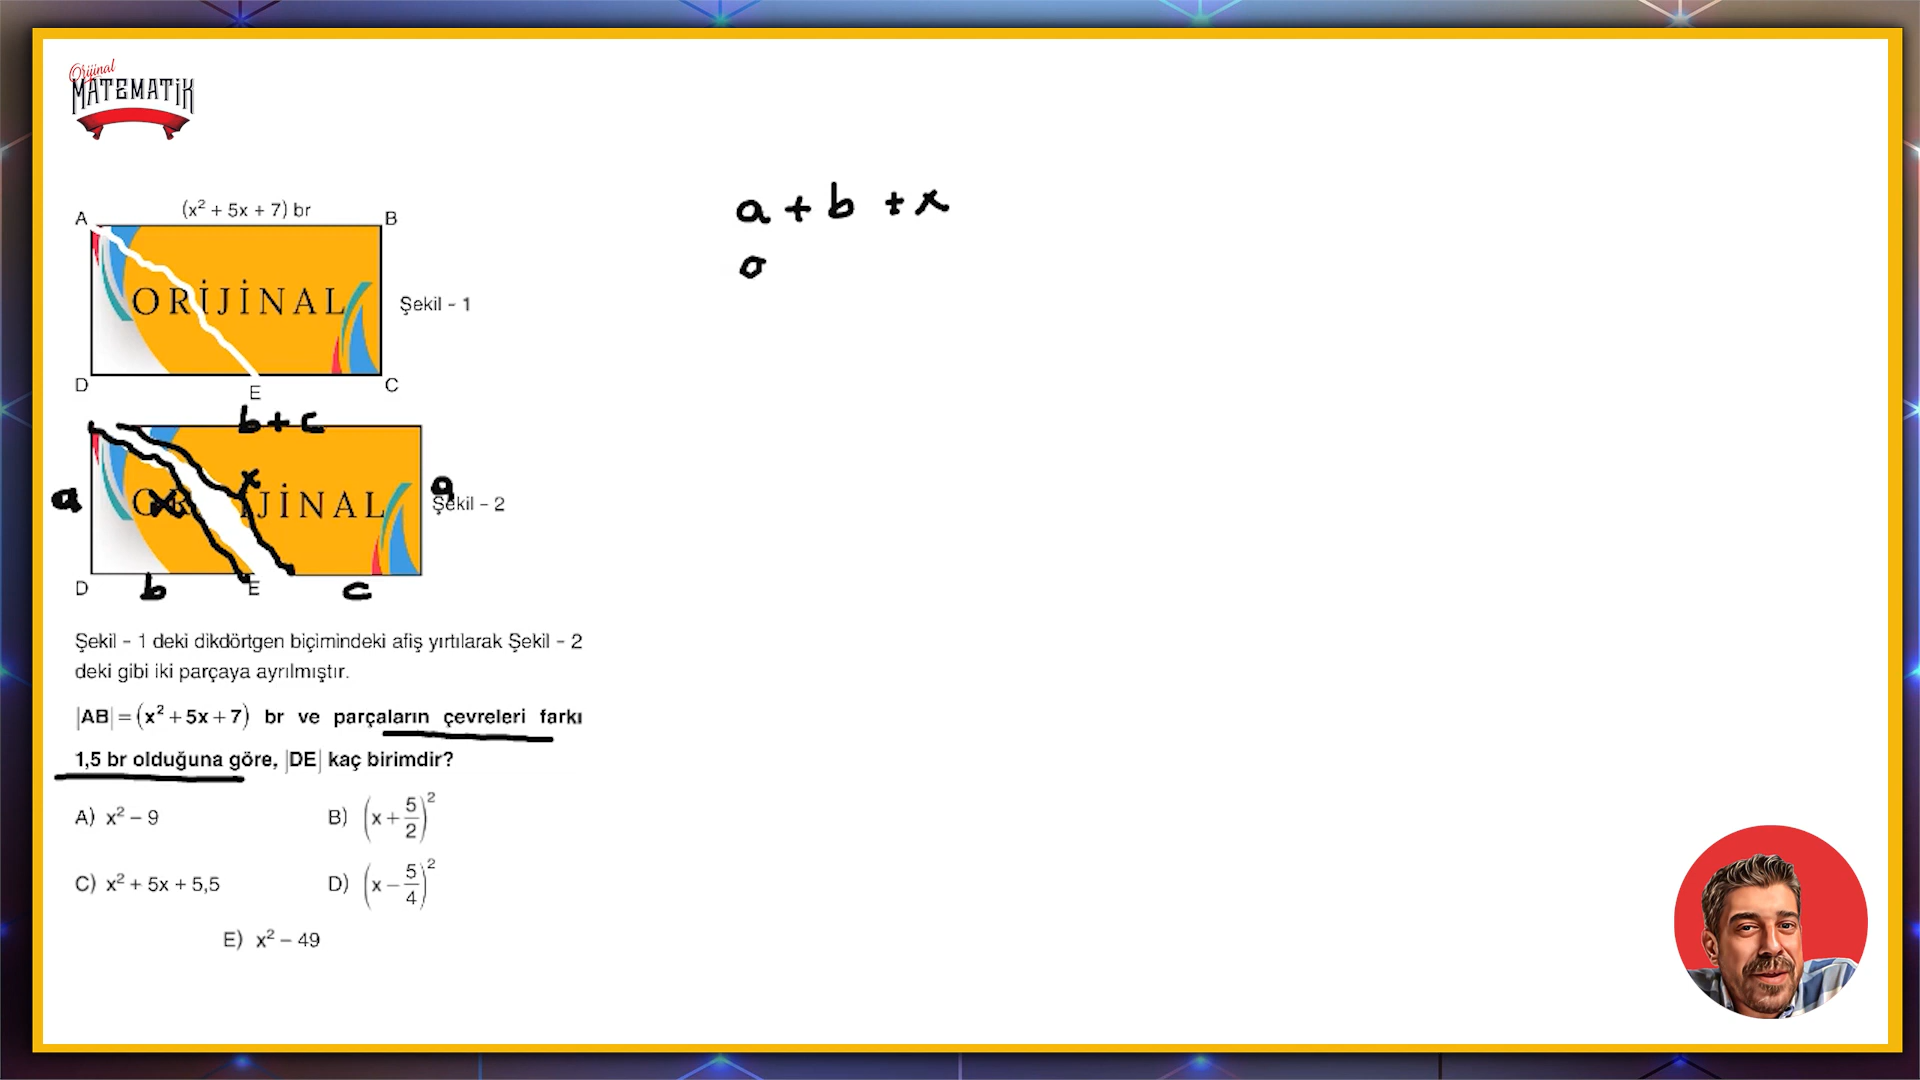 Orijinal
MATEMATİK
(x² + 5x + 7) br
A B
ORİJİNAL
Şekil - 1
D E C
b + c
a x x a
OR İJİNAL
Şekil - 2
D b E c
Şekil - 1 deki dikdörtgen biçimindeki afiş yırtılarak Şekil - 2
deki gibi iki parçaya ayrılmıştır.
|AB| = (x² + 5x + 7) br ve parçaların çevreleri farkı
1,5 br olduğuna göre, |DE| kaç birimdir?
A) x² – 9 B) (x + 5/2)²
C) x² + 5x + 5,5 D) (x – 5/4)²
E) x² – 49
a + b + x